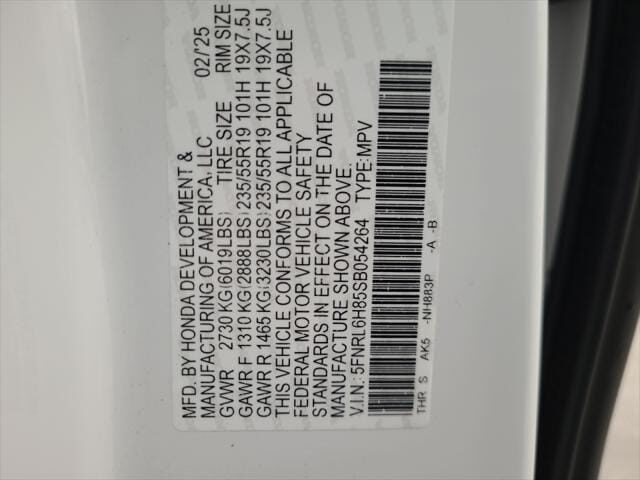 MFD. BY HONDA DEVELOPMENT & 02/'25
MANUFACTURING OF AMERICA, LLC
GVWR 2730 KG(6019LBS) TIRE SIZE RIM SIZE
GAWR F 1310 KG(2888LBS) 235/55R19 101H 19X7.5J
GAWR R 1465 KG(3230LBS) 235/55R19 101H 19X7.5J
THIS VEHICLE CONFORMS TO ALL APPLICABLE
FEDERAL MOTOR VEHICLE SAFETY
STANDARDS IN EFFECT ON THE DATE OF
MANUFACTURE SHOWN ABOVE.
V.I.N.: 5FNRL6H85SB054264 TYPE:MPV
THR S AK5 -NH883P -A -B